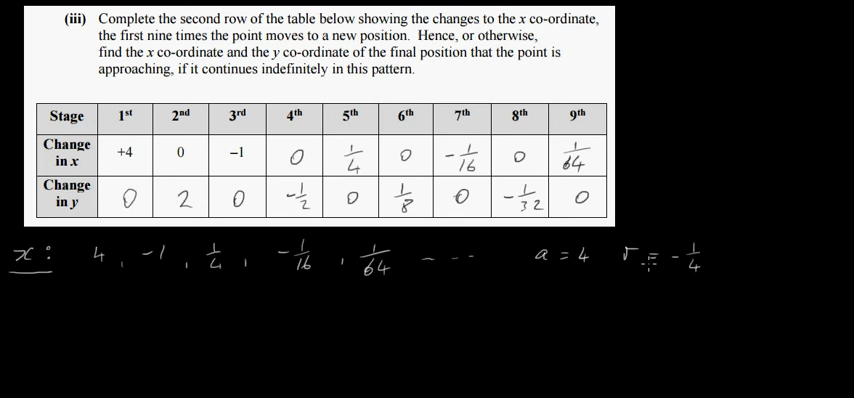 (iii) Complete the second row of the table below showing the changes to the x co-ordinate,
the first nine times the point moves to a new position. Hence, or otherwise,
find the x co-ordinate and the y co-ordinate of the final position that the point is
approaching, if it continues indefinitely in this pattern.
Stage 1st 2nd 3rd 4th 5th 6th 7th 8th 9th
Change in x +4 0 −1 0 1/4 0 -1/16 0 1/64
Change in y 0 2 0 -1/2 0 1/8 0 -1/32 0
x: 4, -1, 1/4, -1/16, 1/64 - - - - a = 4 r = -1/4